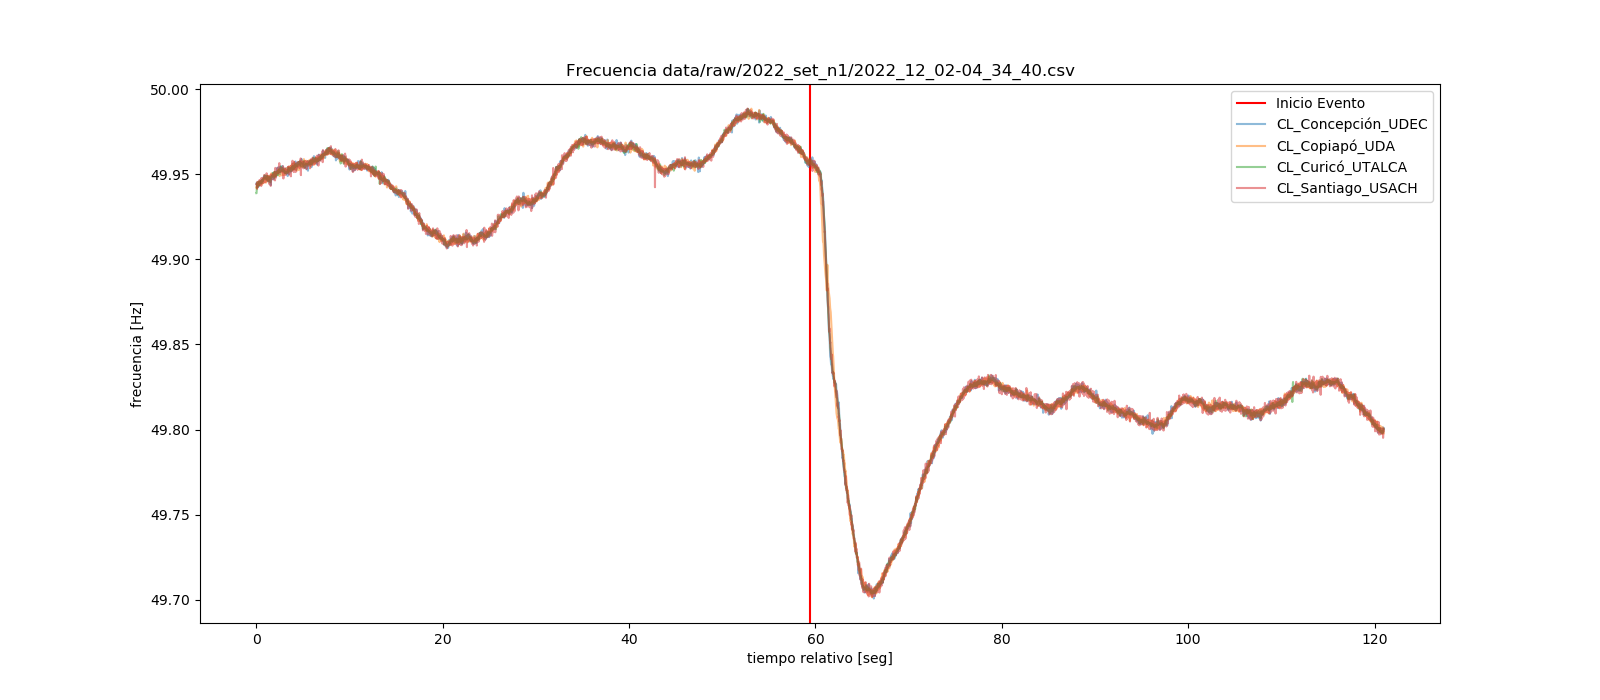 Frecuencia data/raw/2022_set_n1/2022_12_02-04_34_40.csv
Inicio Evento
CL_Concepción_UDEC
CL_Copiapó_UDA
CL_Curicó_UTALCA
CL_Santiago_USACH
frecuencia [Hz]
50.00
49.95
49.90
49.85
49.80
49.75
49.70
0 20 40 60 80 100 120
tiempo relativo [seg]